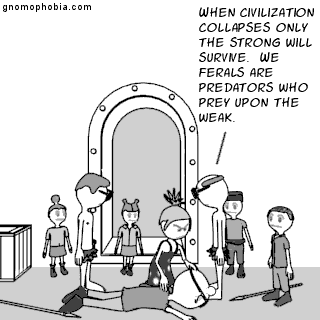 gnomophobia.com
WHEN CIVILIZATION
COLLAPSES ONLY
THE STRONG WILL
SURVIVE. WE
FERALS ARE
PREDATORS WHO
PREY UPON THE
WEAK.